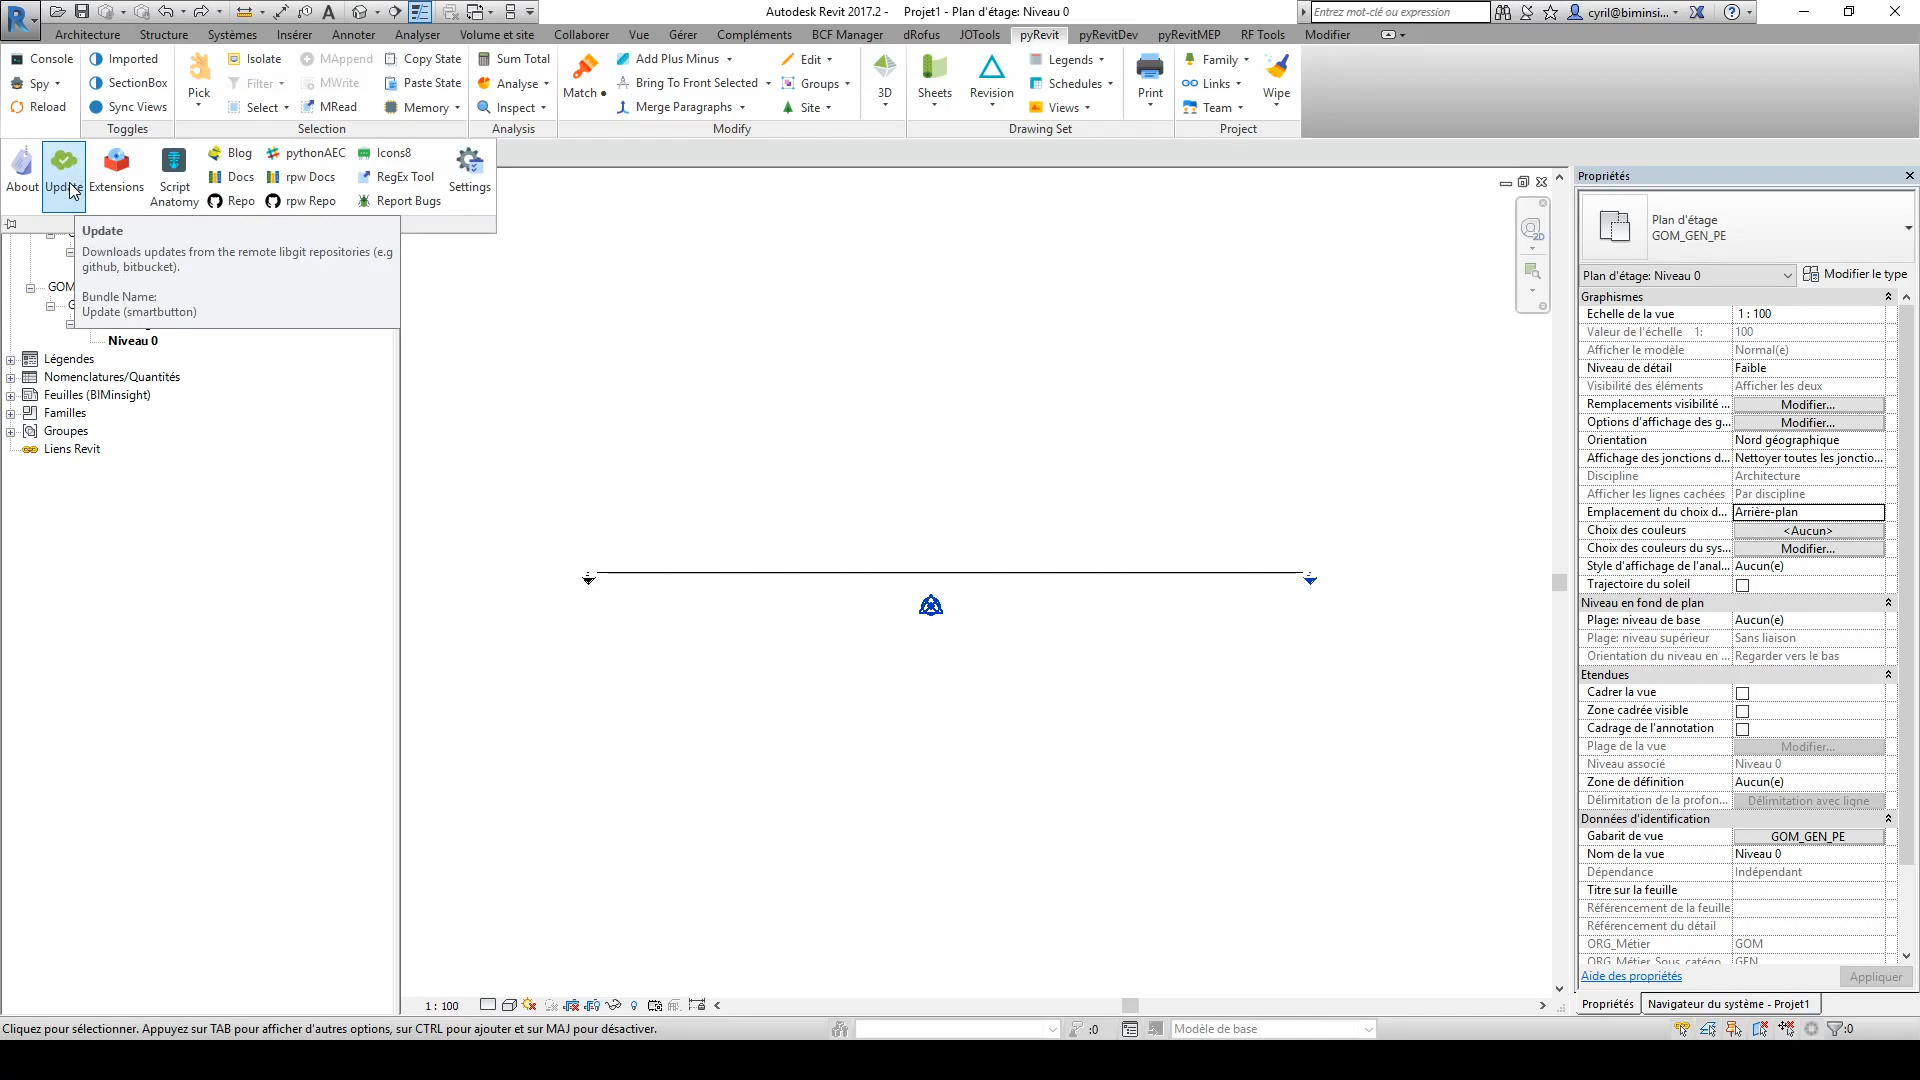 Autodesk Revit 2017.2 - Projet1 - Plan d'étage: Niveau 0
Entrez mot-clé ou expression
cyril@biminsi...
Architecture Structure Systèmes Insérer Annoter Analyser Volume et site Collaborer Vue Gérer Compléments BCF Manager dRofus JOTools pyRevit pyRevitDev pyRevitMEP RF Tools Modifier
Console Imported Isolate MAppend Copy State Sum Total Add Plus Minus Edit Legends Family
Spy SectionBox Pick Filter MWrite Paste State Analyse Match Bring To Front Selected Groups 3D Sheets Revision Schedules Print Links Wipe
Reload Sync Views Select MRead Memory Inspect Merge Paragraphs Site Views Team
Toggles Selection Analysis Modify Drawing Set Project
Blog pythonAEC Icons8
About Update Extensions Script Anatomy Docs rpw Docs RegEx Tool Settings
Repo rpw Repo Report Bugs
Update
Downloads updates from the remote libgit repositories (e.g
github, bitbucket).
Bundle Name:
Update (smartbutton)
GOM
Niveau 0
Légendes
Nomenclatures/Quantités
Feuilles (BIMinsight)
Familles
Groupes
Liens Revit
2D
Propriétés
Plan d'étage
GOM_GEN_PE
Plan d'étage: Niveau 0 Modifier le type
Graphismes
Echelle de la vue 1 : 100
Valeur de l'échelle 1: 100
Afficher le modèle Normal(e)
Niveau de détail Faible
Visibilité des éléments Afficher les deux
Remplacements visibilité ... Modifier...
Options d'affichage des g... Modifier...
Orientation Nord géographique
Affichage des jonctions d... Nettoyer toutes les jonctio...
Discipline Architecture
Afficher les lignes cachées Par discipline
Emplacement du choix d... Arrière-plan
Choix des couleurs <Aucun>
Choix des couleurs du sys... Modifier...
Style d'affichage de l'anal... Aucun(e)
Trajectoire du soleil
Niveau en fond de plan
Plage: niveau de base Aucun(e)
Plage: niveau supérieur Sans liaison
Orientation du niveau en ... Regarder vers le bas
Etendues
Cadrer la vue
Zone cadrée visible
Cadrage de l'annotation
Plage de la vue Modifier...
Niveau associé Niveau 0
Zone de définition Aucun(e)
Délimitation de la profon... Délimitation avec ligne
Données d'identification
Gabarit de vue GOM_GEN_PE
Nom de la vue Niveau 0
Dépendance Indépendant
Titre sur la feuille
Référencement de la feuille
Référencement du détail
ORG_Métier GOM
ORG_Métier_Sous_catégo... GEN
Aide des propriétés Appliquer
Propriétés Navigateur du système - Projet1
1 : 100
Cliquez pour sélectionner. Appuyez sur TAB pour afficher d'autres options, sur CTRL pour ajouter et sur MAJ pour désactiver.
:0 Modèle de base :0